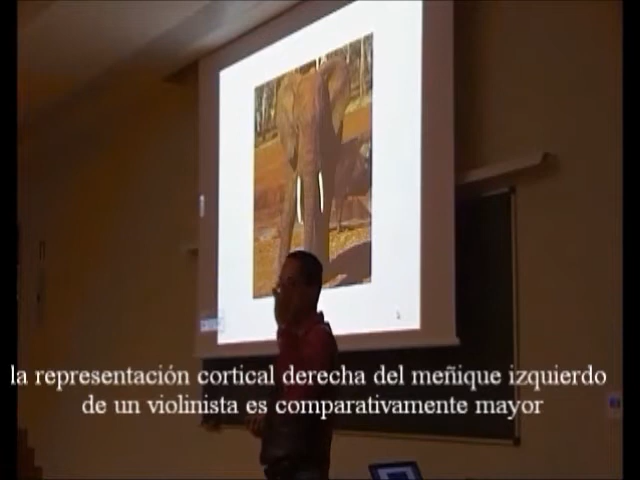 la representación cortical derecha del meñique izquierdo
de un violinista es comparativamente mayor